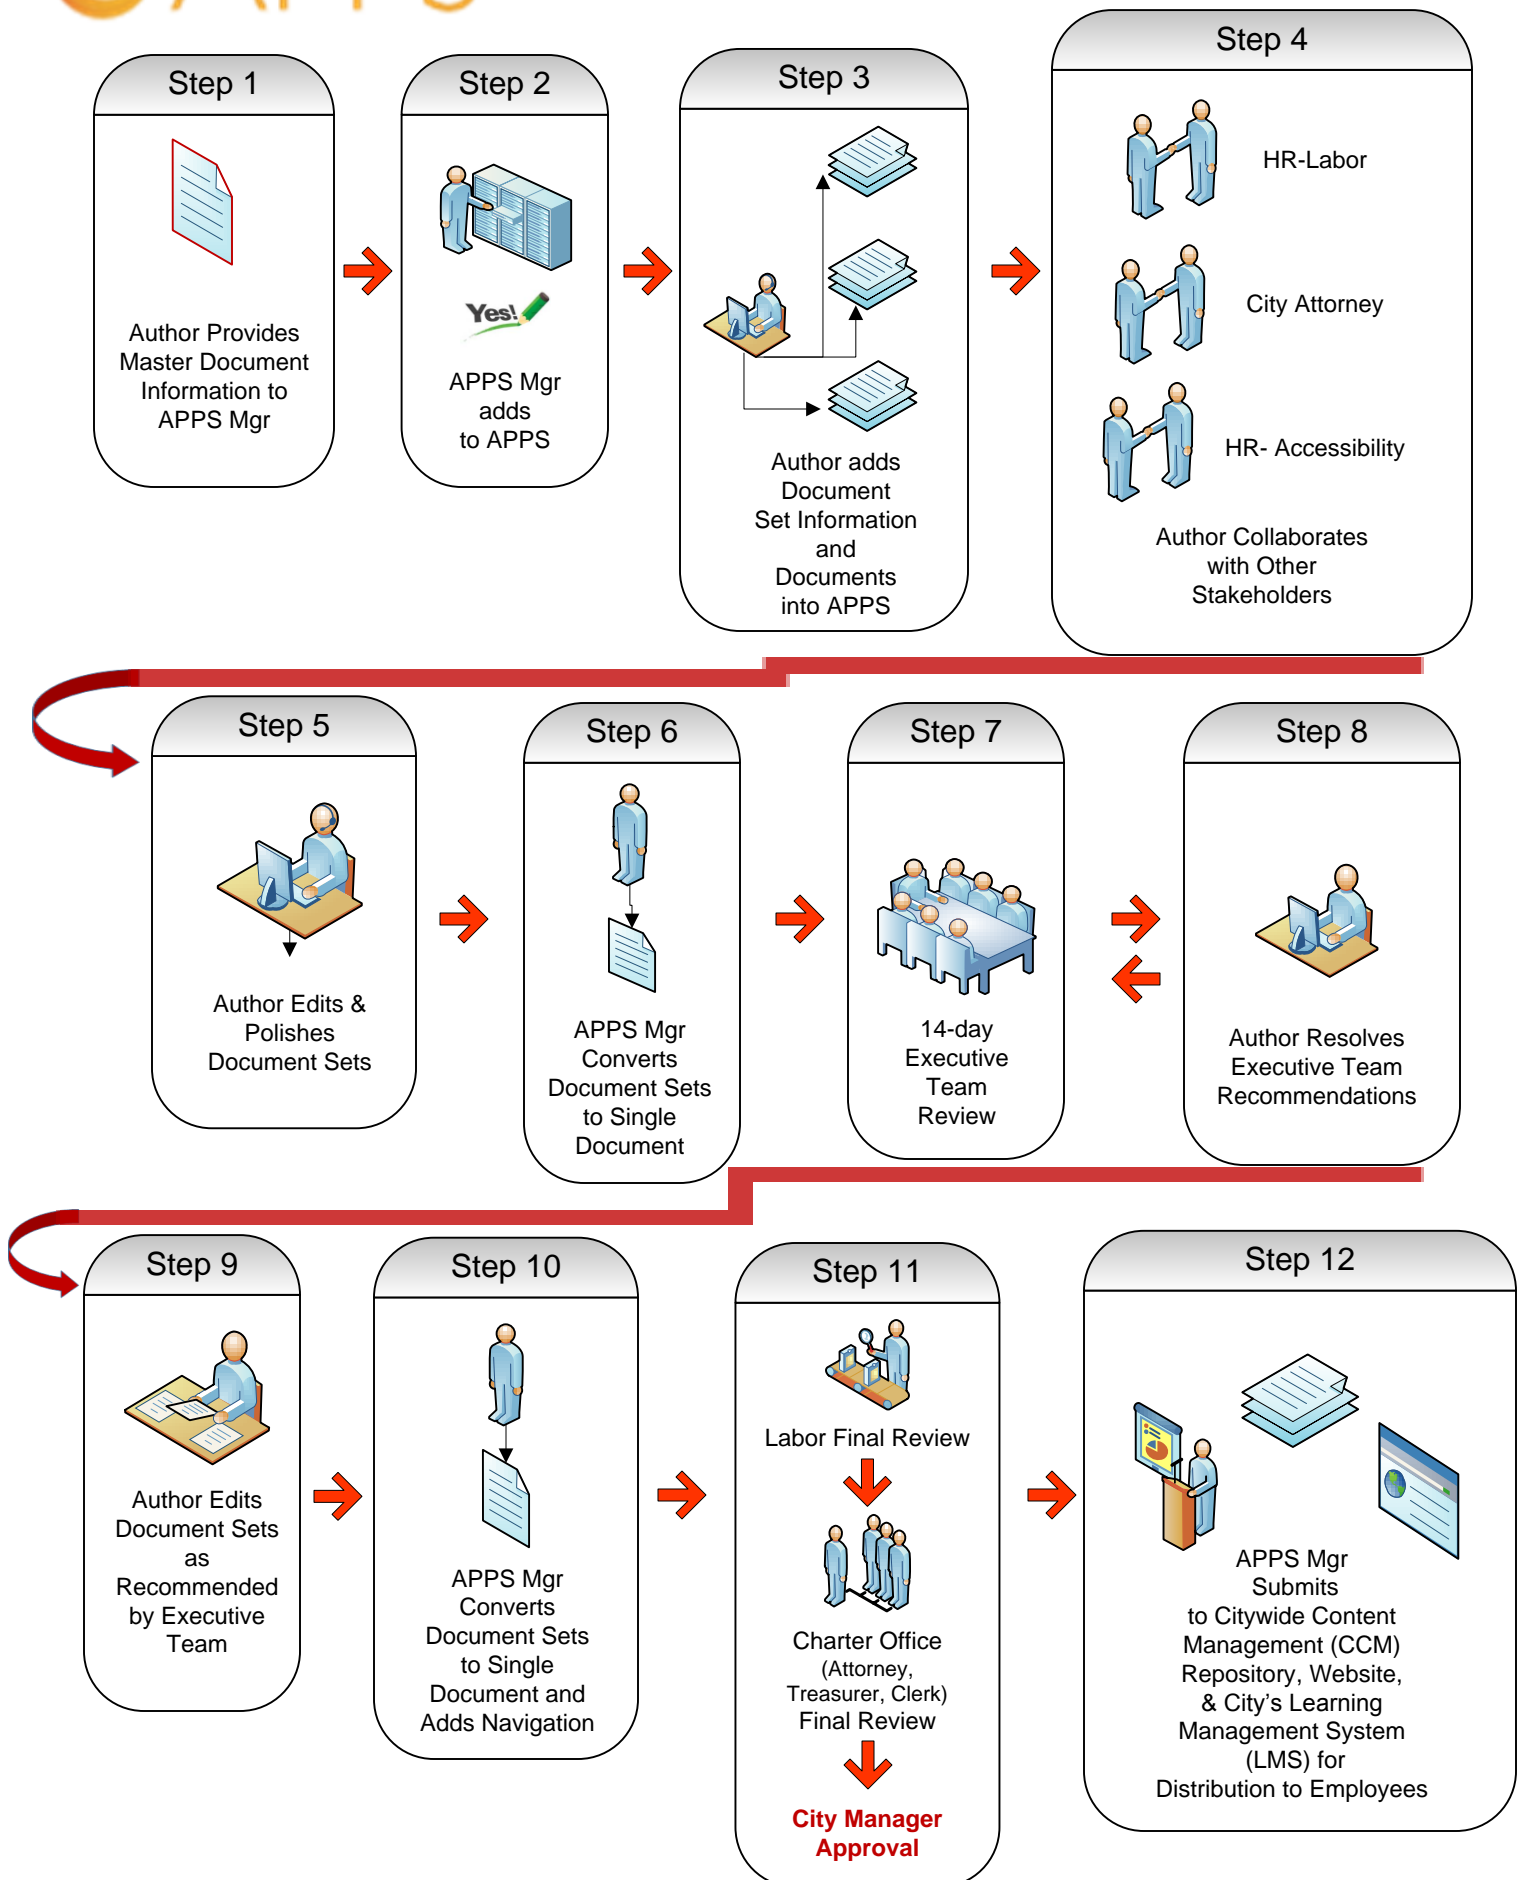 APPS
Step 1
Author Provides
Master Document
Information to
APPS Mgr
Step 2
Yes!
APPS Mgr
adds
to APPS
Step 3
Author adds
Document
Set Information
and
Documents
into APPS
Step 4
HR-Labor
City Attorney
HR- Accessibility
Author Collaborates
with Other
Stakeholders
Step 5
Author Edits &
Polishes
Document Sets
Step 6
APPS Mgr
Converts
Document Sets
to Single
Document
Step 7
14-day
Executive
Team
Review
Step 8
Author Resolves
Executive Team
Recommendations
Step 9
Author Edits
Document Sets
as
Recommended
by Executive
Team
Step 10
APPS Mgr
Converts
Document Sets
to Single
Document and
Adds Navigation
Step 11
Labor Final Review
Charter Office
(Attorney,
Treasurer, Clerk)
Final Review
City Manager
Approval
Step 12
APPS Mgr
Submits
to Citywide Content
Management (CCM)
Repository, Website,
& City’s Learning
Management System
(LMS) for
Distribution to Employees